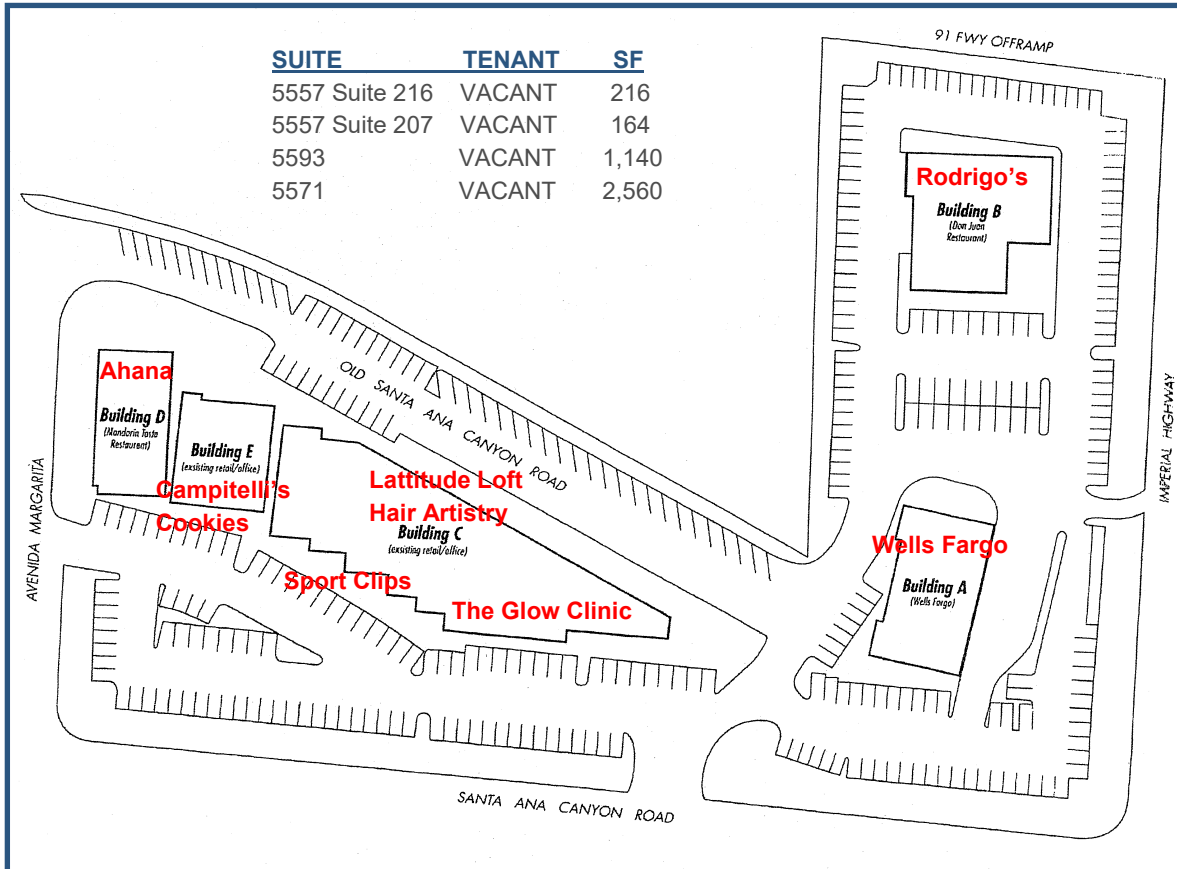 91 FWY OFFRAMP
SUITE TENANT SF
5557 Suite 216 VACANT 216
5557 Suite 207 VACANT 164
5593 VACANT 1,140
5571 VACANT 2,560
Rodrigo's
Building B
(Don Juan
Restaurant)
IMPERIAL HIGHWAY
OLD SANTA ANA CANYON ROAD
Ahana
Building D
(Mandarin Taste
Restaurant)
AVENIDA MARGARITA
Building E
(exsisting retail/office)
Campitelli's
Cookies
Lattitude Loft
Hair Artistry
Building C
(exsisting retail/office)
Sport Clips
The Glow Clinic
Wells Fargo
Building A
(Wells Fargo)
SANTA ANA CANYON ROAD